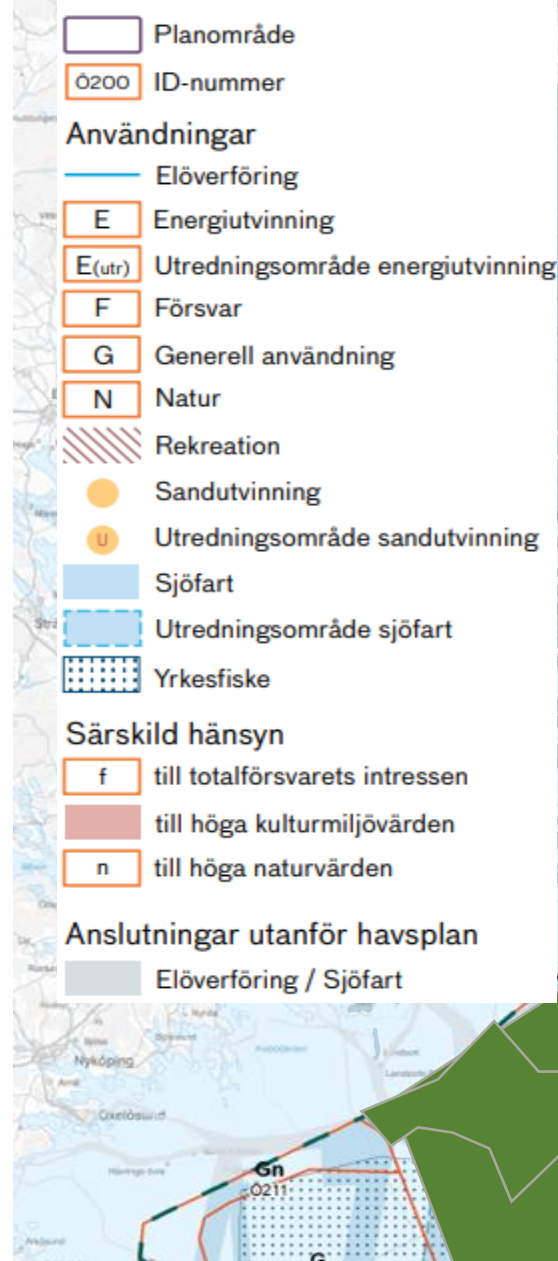 Planområde
Ö200 ID-nummer
Användningar
Elöverföring
E Energiutvinning
E(utr) Utredningsområde energiutvinning
F Försvar
G Generell användning
N Natur
Rekreation
Sandutvinning
U Utredningsområde sandutvinning
Sjöfart
Utredningsområde sjöfart
Yrkesfiske
Särskild hänsyn
f till totalförsvarets intressen
till höga kulturmiljövärden
n till höga naturvärden
Anslutningar utanför havsplan
Elöverföring / Sjöfart
Nyköping
Oxelösund
Gn
Ö211
G